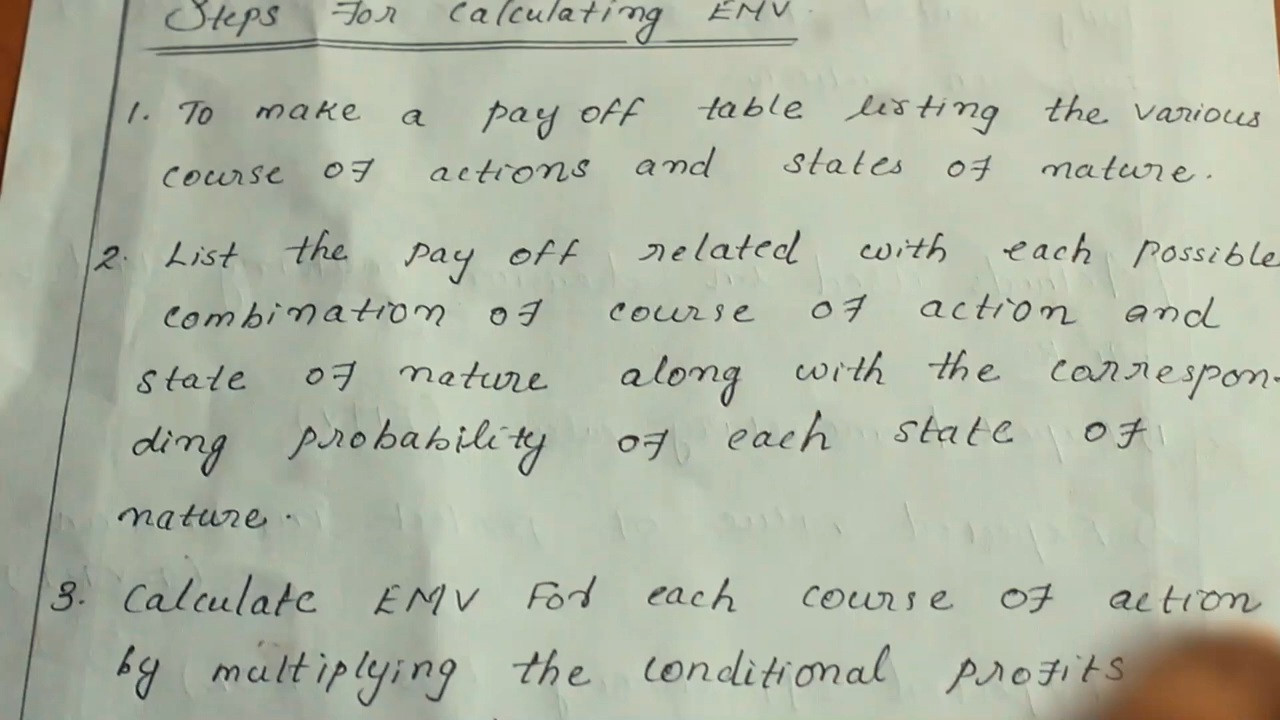 Steps For Calculating EMV
1. To make a pay off table listing the various
course of actions and states of nature.
2. List the pay off related with each possible
combination of course of action and
state of nature along with the correspon-
ding probability of each state of
nature.
3. Calculate EMV For each course of action
by multiplying the conditional profits